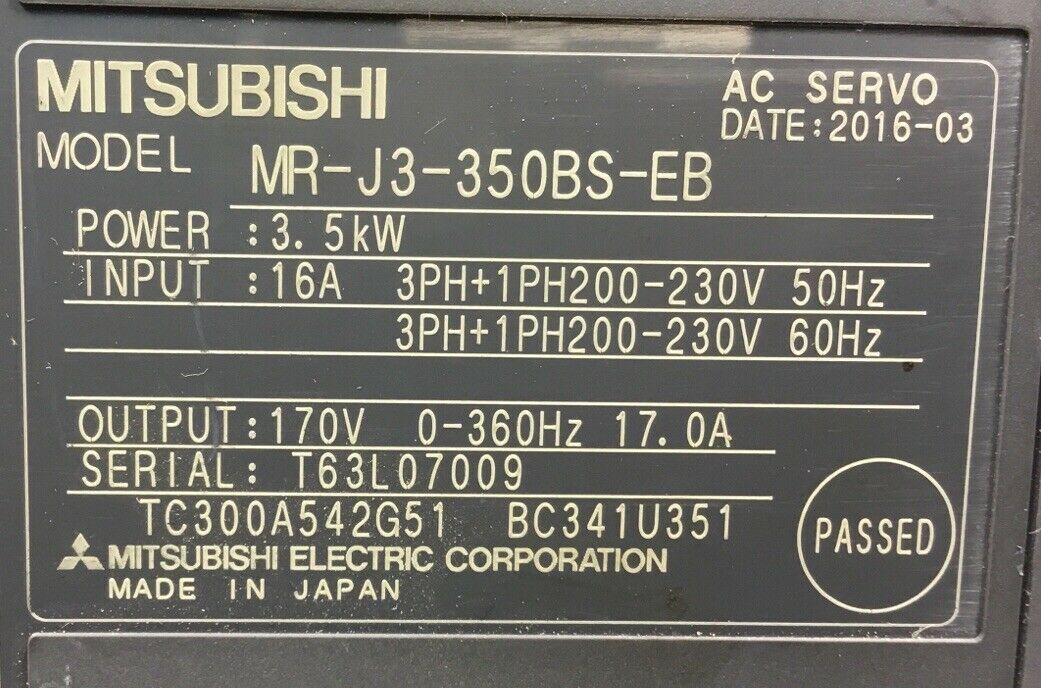 MITSUBISHI
AC SERVO
DATE:2016-03
MODEL MR-J3-350BS-EB
POWER :3.5kW
INPUT :16A 3PH+1PH200-230V 50Hz
3PH+1PH200-230V 60Hz
OUTPUT:170V 0-360Hz 17.0A
SERIAL: T63L07009
TC300A542G51 BC341U351
PASSED
MITSUBISHI ELECTRIC CORPORATION
MADE IN JAPAN